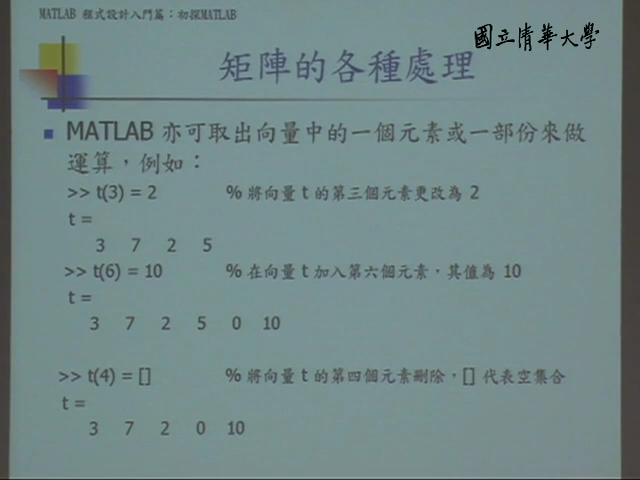 MATLAB 程式設計入門篇：初探MATLAB
國立清華大學
矩陣的各種處理
MATLAB 亦可取出向量中的一個元素或一部份來做
運算，例如：
>> t(3) = 2 % 將向量 t 的第三個元素更改為 2
t =
3 7 2 5
>> t(6) = 10 % 在向量 t 加入第六個元素，其值為 10
t =
3 7 2 5 0 10
>> t(4) = [] % 將向量 t 的第四個元素刪除，[] 代表空集合
t =
3 7 2 0 10